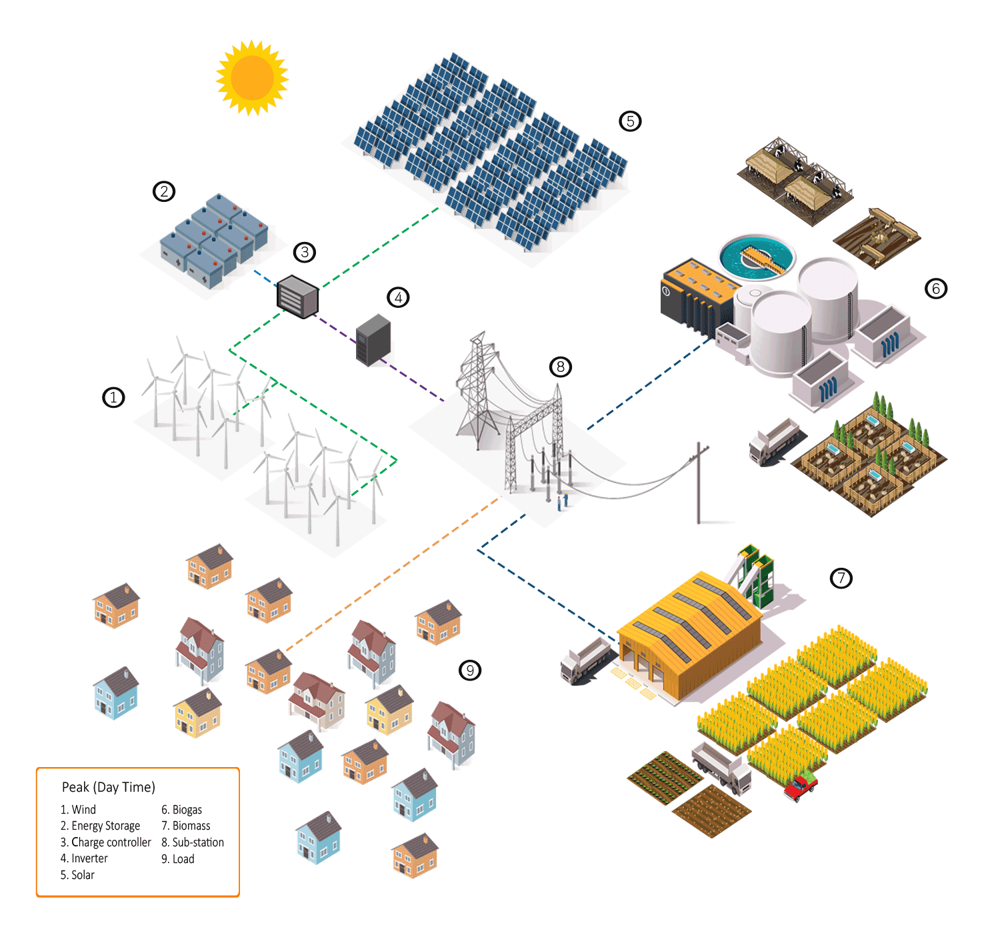 5
2
3
4
6
8
1
7
9
1
Peak (Day Time)
1. Wind
2. Energy Storage
3. Charge controller
4. Inverter
5. Solar
6. Biogas
7. Biomass
8. Sub-station
9. Load